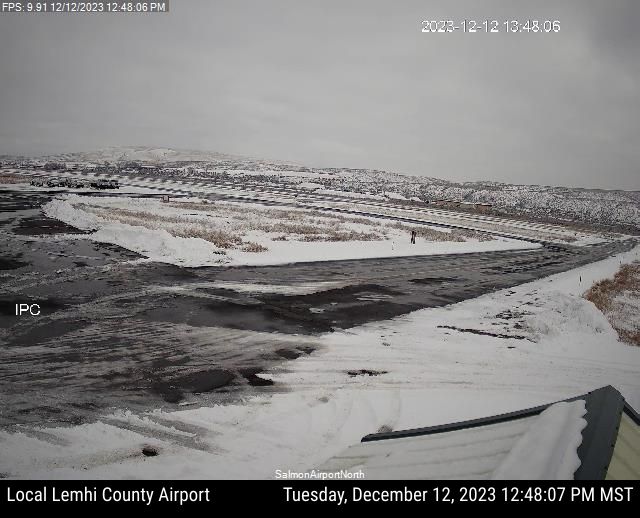 FPS: 9.91 12/12/2023 12:48:06 PM
2023-12-12 13:48:06
IPC
SalmonAirportNorth
Local Lemhi County Airport
Tuesday, December 12, 2023 12:48:07 PM MST